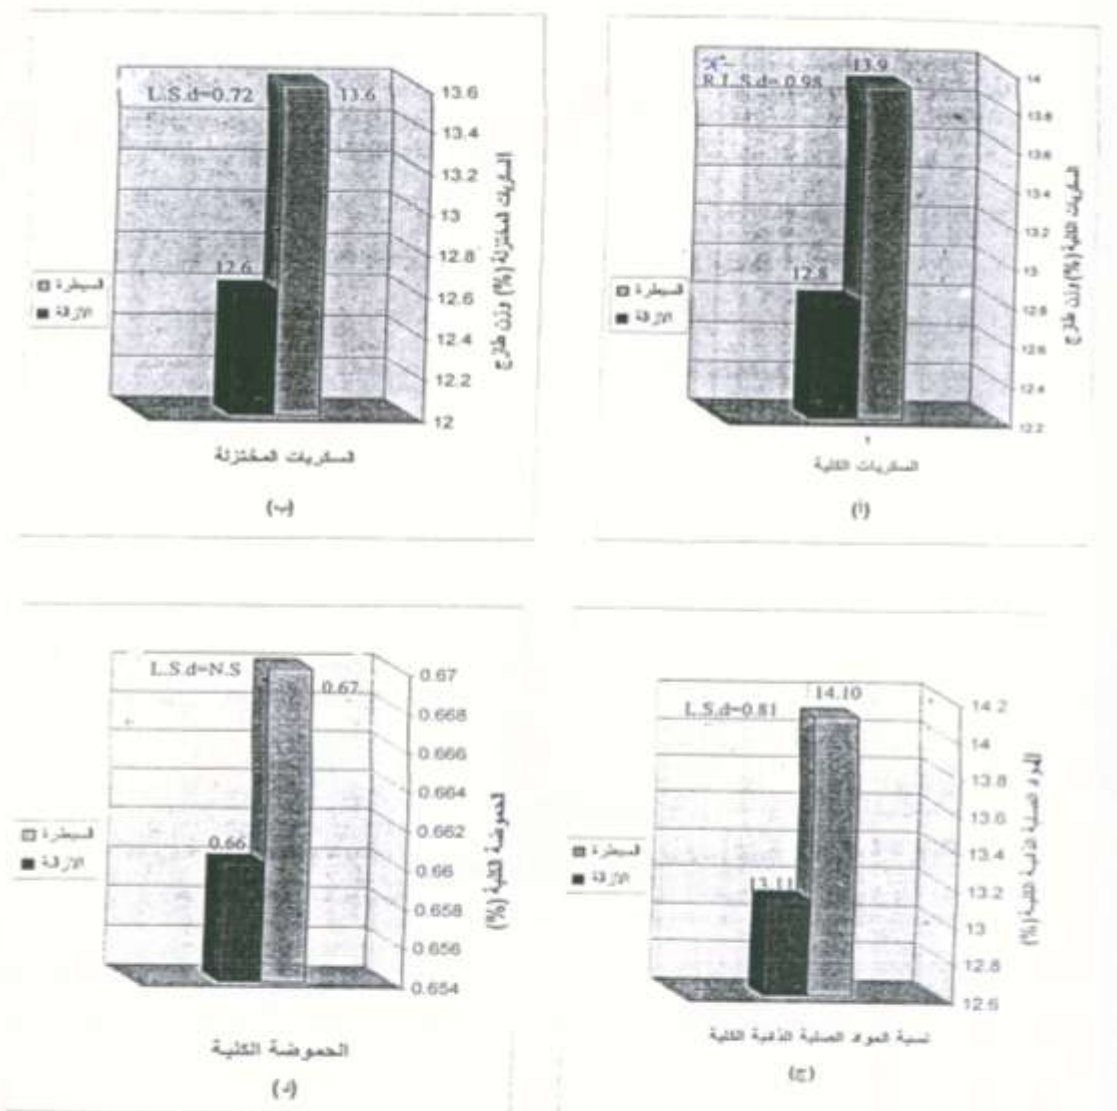 R.L.S.d= 0.98
13.9
12.8
14
13.8
13.6
13.4
13.2
13
12.8
12.6
12.4
12.2
السكريات الكلية (%) وزن طازج
السيطرة
الازالة
السكريات الكلية
(أ)
L.S.d=0.72
13.6
12.6
13.6
13.4
13.2
13
12.8
12.6
12.4
12.2
12
السكريات المختزلة (%) وزن طازج
السيطرة
الازالة
السكريات المختزلة
(ب)
L.S.d=0.81
14.10
13.11
14.2
14
13.8
13.6
13.4
13.2
13
12.8
12.6
المواد الصلبة الذائبة الكلية (%)
السيطرة
الازالة
نسبة المواد الصلبة الذائبة الكلية
(ج)
L.S.d=N.S
0.67
0.66
0.67
0.668
0.666
0.664
0.662
0.66
0.658
0.656
0.654
الحموضة الكلية (%)
السيطرة
الازالة
الحموضة الكلية
(د)